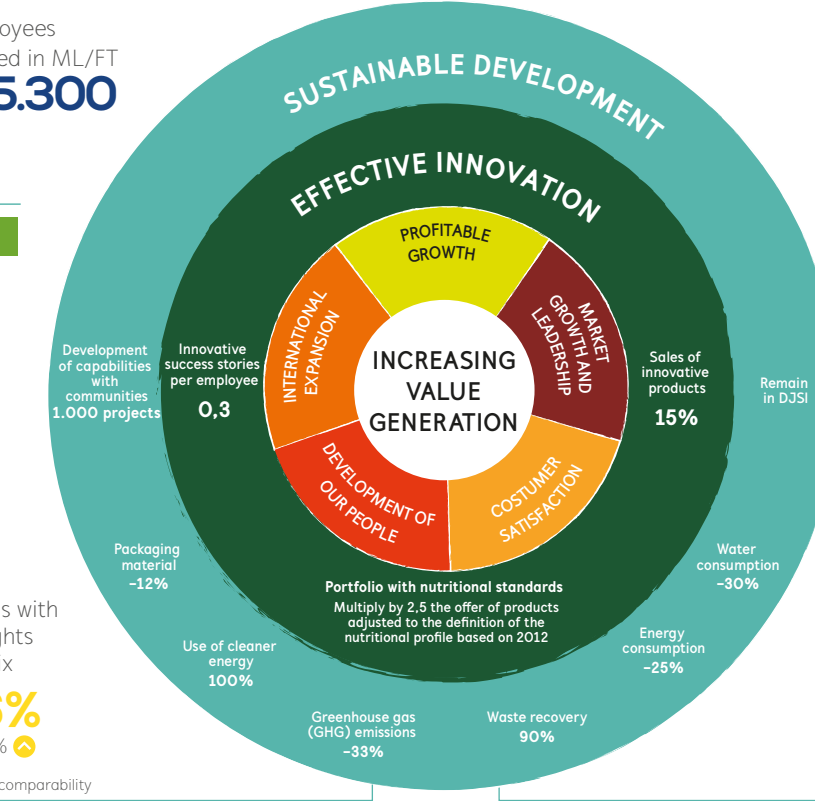 SUSTAINABLE DEVELOPMENT
EFFECTIVE INNOVATION
PROFITABLE
GROWTH
MARKET
GROWTH AND
LEADERSHIP
COSTUMER
SATISFACTION
DEVELOPMENT OF
OUR PEOPLE
INTERNATIONAL
EXPANSION
INCREASING
VALUE
GENERATION
Innovative
success stories
per employee
0,3
Sales of
innovative
products
15%
Portfolio with nutritional standards
Multiply by 2,5 the offer of products
adjusted to the definition of the
nutritional profile based on 2012
Development
of capabilities
with
communities
1.000 projects
Packaging
material
-12%
Use of cleaner
energy
100%
Greenhouse gas
(GHG) emissions
-33%
Waste recovery
90%
Energy
consumption
-25%
Water
consumption
-30%
Remain
in DJSI
in ML/FT
5.300
with
%
comparability